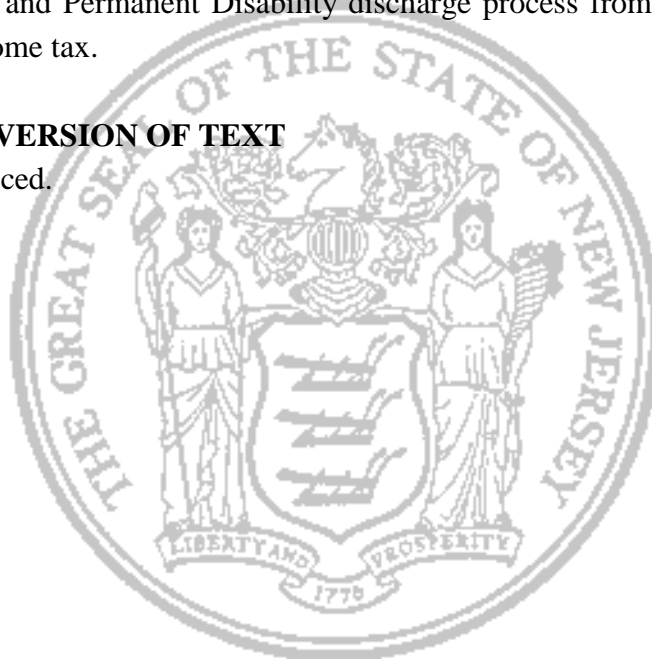 and Permanent Disability discharge process from
ome tax.
VERSION OF TEXT
ced.
THE GREAT SEAL OF THE STATE OF NEW JERSEY
LIBERTY AND PROSPERITY
1776